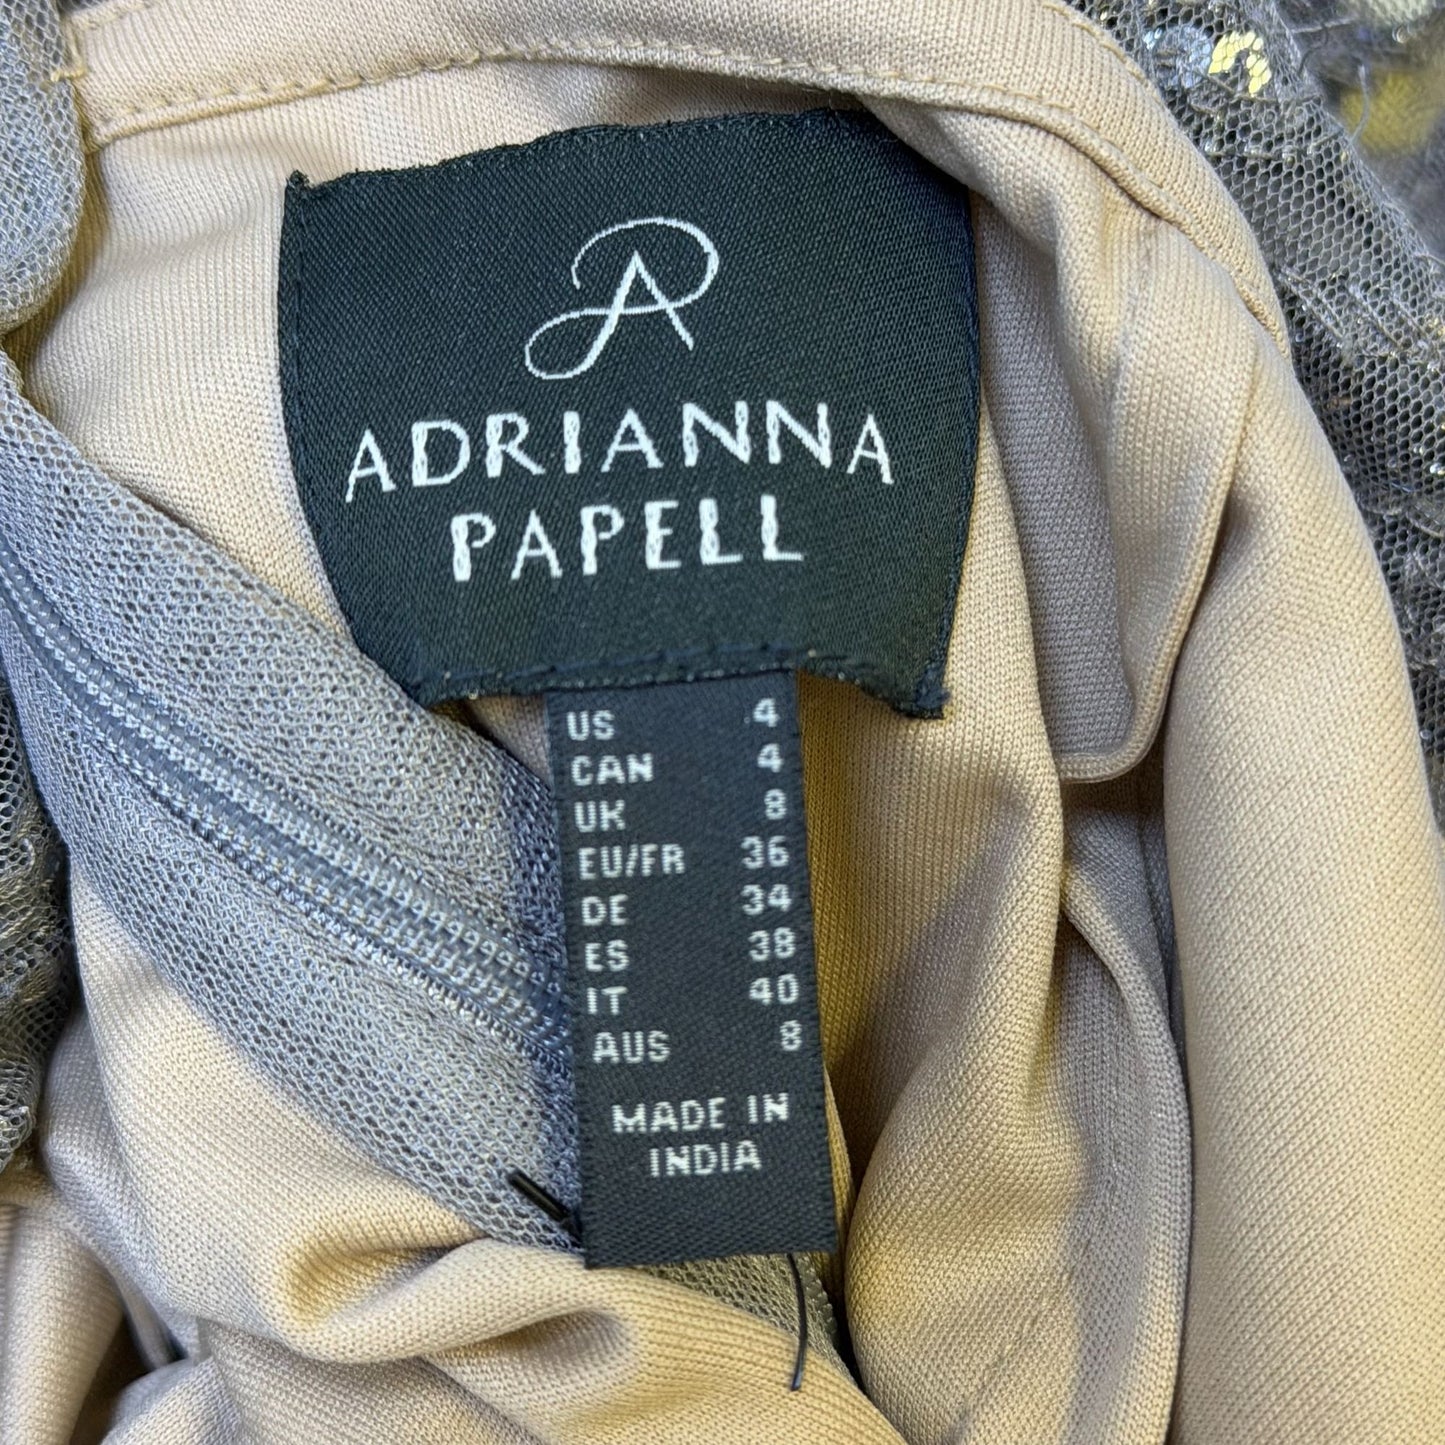 AP
ADRIANNA
PAPELL
US 4
CAN 4
UK 8
EU/FR 36
DE 34
ES 38
IT 40
AUS 8
MADE IN
INDIA